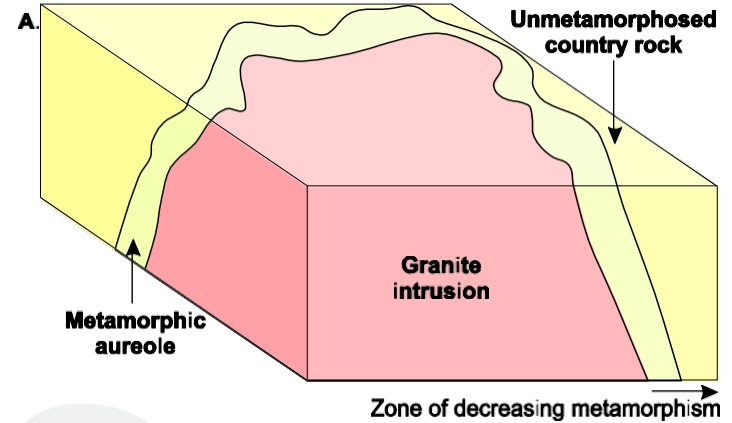 A.
Unmetamorphosed
country rock
Granite
intrusion
Metamorphic
aureole
Zone of decreasing metamorphism